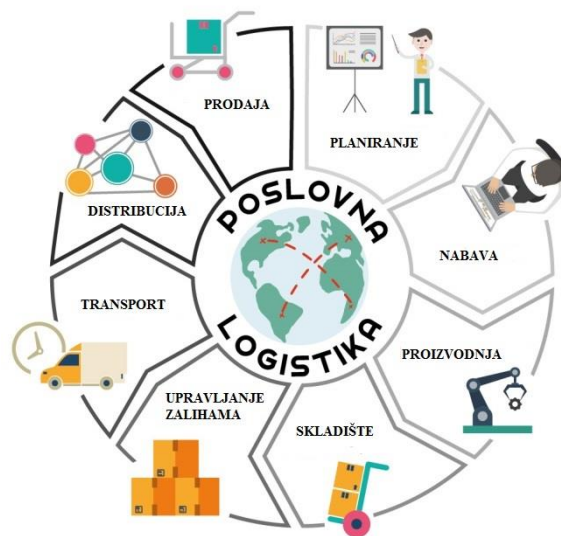 POSLOVNA
LOGISTIKA
PLANIRANJE
NABAVA
PROIZVODNJA
SKLADIŠTE
UPRAVLJANJE
ZALIHAMA
TRANSPORT
DISTRIBUCIJA
PRODAJA